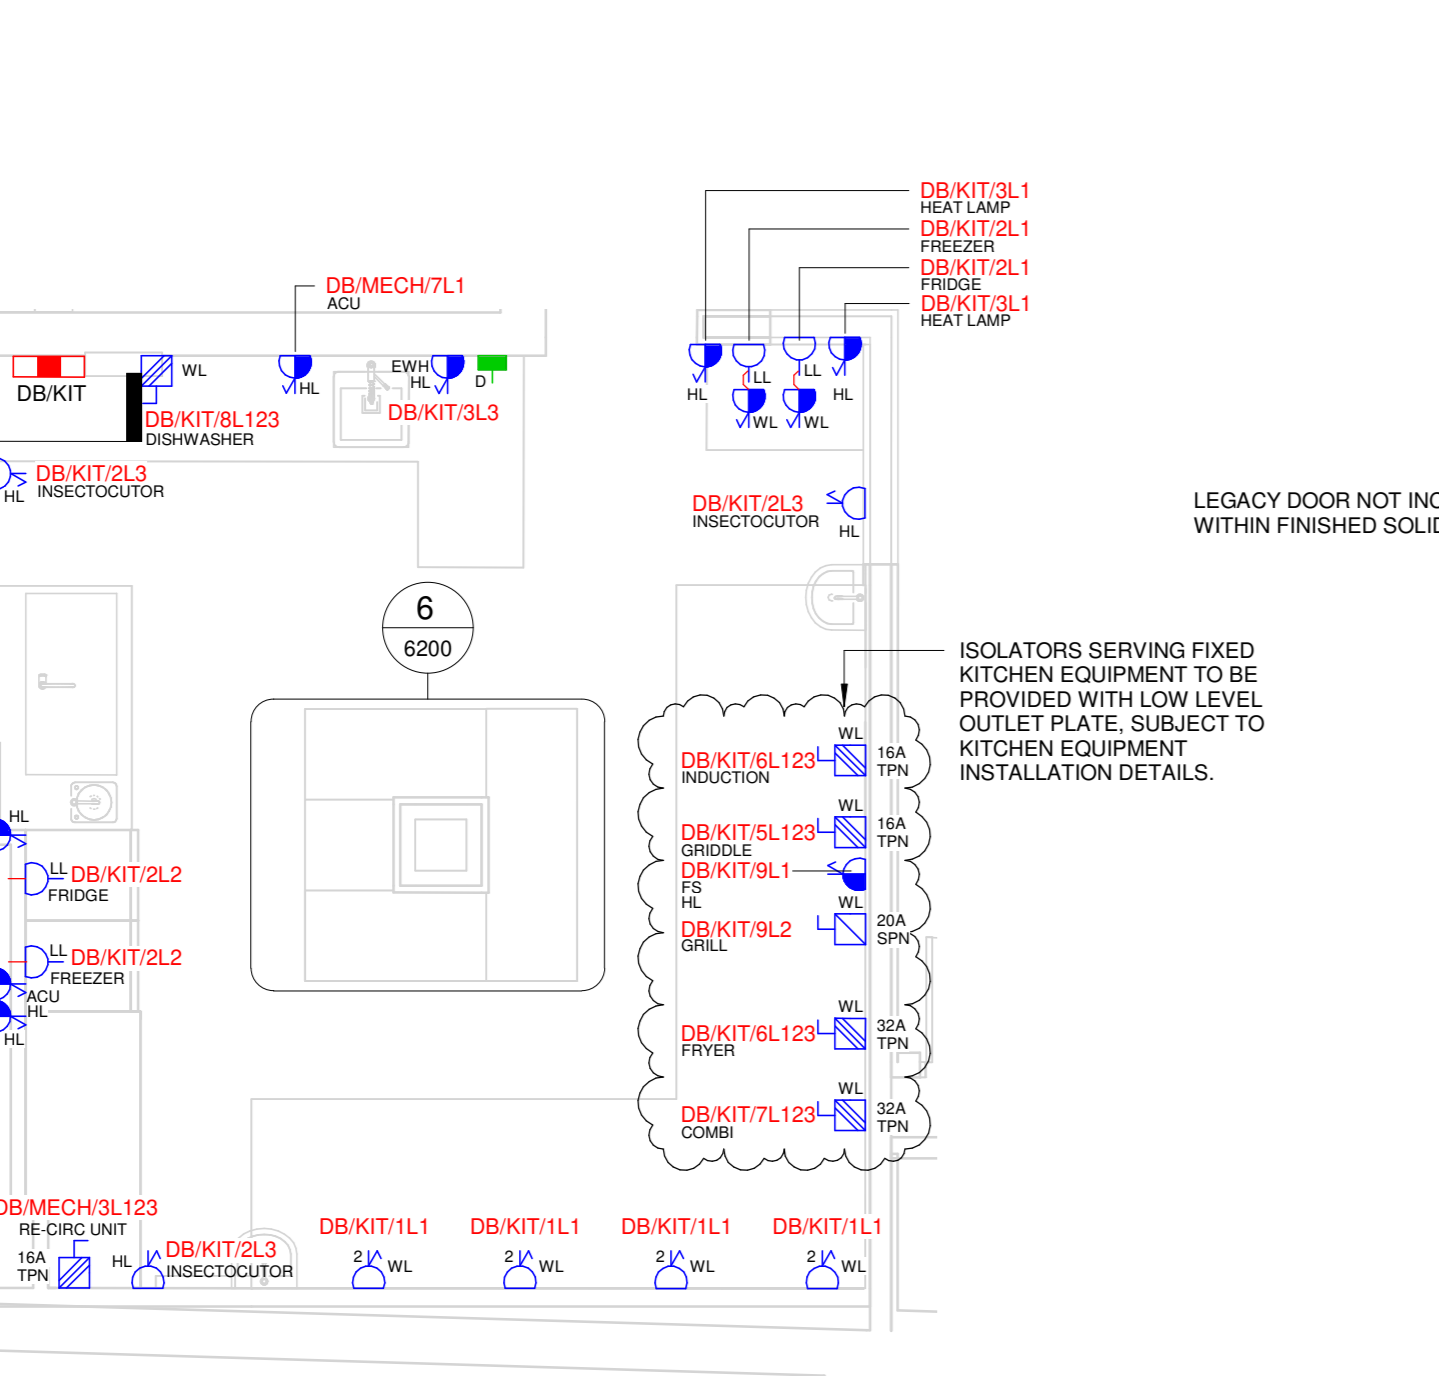 DB/KIT/3L1
HEAT LAMP
DB/KIT/2L1
FREEZER
DB/KIT/2L1
FRIDGE
DB/KIT/3L1
HEAT LAMP
DB/MECH/7L1
ACU
DB/KIT
WL
DB/KIT/8L123
DISHWASHER
HL
EWH
HL
D
DB/KIT/3L3
HL
LL
WL
LL
WL
HL
DB/KIT/2L3
INSECTOCUTOR
HL
DB/KIT/2L3
INSECTOCUTOR
HL
LEGACY DOOR NOT INC
WITHIN FINISHED SOLID
6
6200
ISOLATORS SERVING FIXED
KITCHEN EQUIPMENT TO BE
PROVIDED WITH LOW LEVEL
OUTLET PLATE, SUBJECT TO
KITCHEN EQUIPMENT
INSTALLATION DETAILS.
WL
DB/KIT/6L123
INDUCTION
16A
TPN
WL
DB/KIT/5L123
GRIDDLE
16A
TPN
DB/KIT/9L1
FS
HL
WL
DB/KIT/9L2
GRILL
20A
SPN
WL
DB/KIT/6L123
FRYER
32A
TPN
WL
DB/KIT/7L123
COMBI
32A
TPN
HL
LL
DB/KIT/2L2
FRIDGE
LL
DB/KIT/2L2
FREEZER
ACU
HL
HL
DB/MECH/3L123
RE-CIRC UNIT
16A
TPN
HL
DB/KIT/2L3
INSECTOCUTOR
DB/KIT/1L1
2
WL
DB/KIT/1L1
2
WL
DB/KIT/1L1
2
WL
DB/KIT/1L1
2
WL